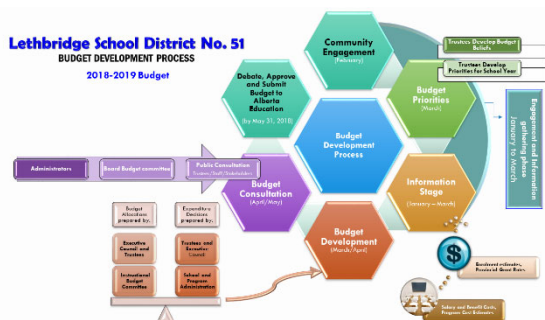 Lethbridge School District No. 51
BUDGET DEVELOPMENT PROCESS
2018-2019 Budget
Community
Engagement
(February)
Trustees Develop Budget
Beliefs
Trustees Develop
Priorities for School Year
Debate, Approve
and Submit
Budget to
Alberta
Education
(by May 31, 2018)
Budget
Priorities
(March)
Engagement and Information
gathering phase
January to March
Budget
Development
Process
Administrators
Board Budget committee
Public Consultation
Trustees/Staff/Stakeholders
Budget
Consultation
(April/May)
Information
Stage
(January – March)
Budget
Allocations
prepared by:
Expenditure
Decisions
prepared by:
Budget
Development
(March/April)
Executive
Council and
Trustees
Trustees and
Executive
Council
Instructional
Budget
Committee
School and
Program
Administration
$
Enrolment estimates,
Provincial Grant Rates
Salary and Benefit Costs,
Program Cost Estimates